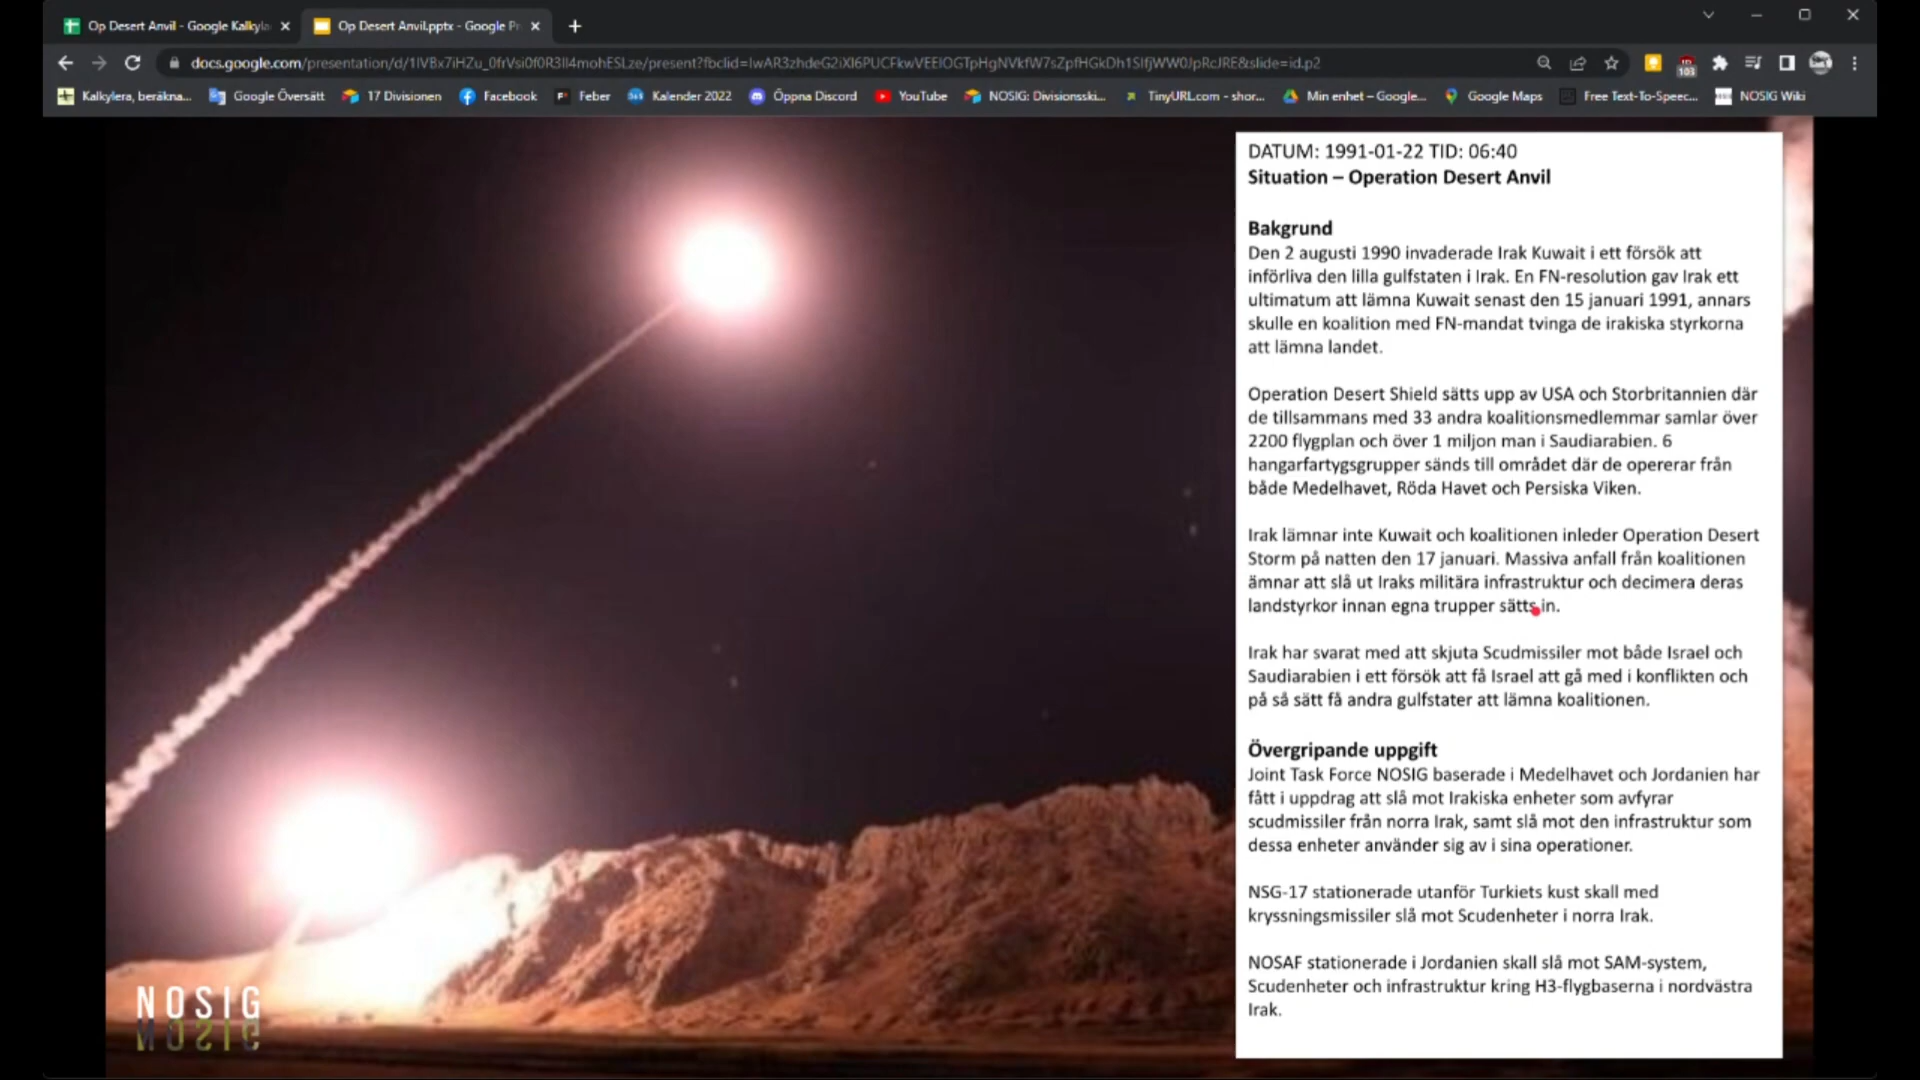 Op Desert Anvil - Google Kalkyla
Op Desert Anvil.pptx - Google Pr
docs.google.com/presentation/d/
Kalkylera, beräkna...
Google Översätt
17 Divisionen
Facebook
Feber
Kalender 2022
Öppna Discord
YouTube
NOSIG: Divisionsski...
TinyURL.com - shor...
Min enhet – Google...
Google Maps
Free Text-To-Speec...
NOSIG Wiki
103
DATUM: 1991-01-22 TID: 06:40
Situation – Operation Desert Anvil
Bakgrund
Den 2 augusti 1990 invaderade Irak Kuwait i ett försök att
införliva den lilla gulfstaten i Irak. En FN-resolution gav Irak ett
ultimatum att lämna Kuwait senast den 15 januari 1991, annars
skulle en koalition med FN-mandat tvinga de irakiska styrkorna
att lämna landet.
Operation Desert Shield sätts upp av USA och Storbritannien där
de tillsammans med 33 andra koalitionsmedlemmar samlar över
2200 flygplan och över 1 miljon man i Saudiarabien. 6
hangarfartygsgrupper sänds till området där de opererar från
både Medelhavet, Röda Havet och Persiska Viken.
Irak lämnar inte Kuwait och koalitionen inleder Operation Desert
Storm på natten den 17 januari. Massiva anfall från koalitionen
ämnar att slå ut Iraks militära infrastruktur och decimera deras
landstyrkor innan egna trupper sätts in.
Irak har svarat med att skjuta Scudmissiler mot både Israel och
Saudiarabien i ett försök att få Israel att gå med i konflikten och
på så sätt få andra gulfstater att lämna koalitionen.
Övergripande uppgift
Joint Task Force NOSIG baserade i Medelhavet och Jordanien har
fått i uppdrag att slå mot Irakiska enheter som avfyrar
scudmissiler från norra Irak, samt slå mot den infrastruktur som
dessa enheter använder sig av i sina operationer.
NSG-17 stationerade utanför Turkiets kust skall med
kryssningsmissiler slå mot Scudenheter i norra Irak.
NOSAF stationerade i Jordanien skall slå mot SAM-system,
Scudenheter och infrastruktur kring H3-flygbaserna i nordvästra
Irak.
NOSIG